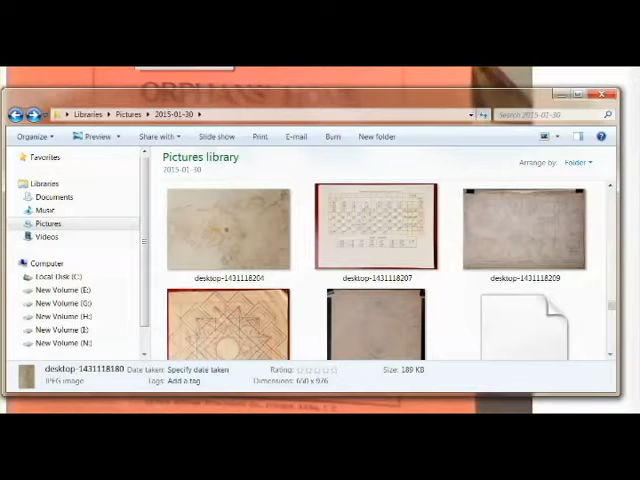 ORPHANS
Libraries ▸ Pictures ▸ 2015-01-30 ▸
Search 2015-01-30
Organize Preview Share with Slide show Print E-mail Burn New folder
Favorites
Libraries
Documents
Music
Pictures
Videos
Computer
Local Disk (C:)
New Volume (E:)
New Volume (G:)
New Volume (H:)
New Volume (I:)
New Volume (N:)
Pictures library
2015-01-30
Arrange by: Folder
desktop-1431118204
desktop-1431118207
desktop-1431118209
desktop-1431118180 Date taken: Specify date taken Rating: Size: 189 KB
JPEG image Tags: Add a tag Dimensions: 650 x 976